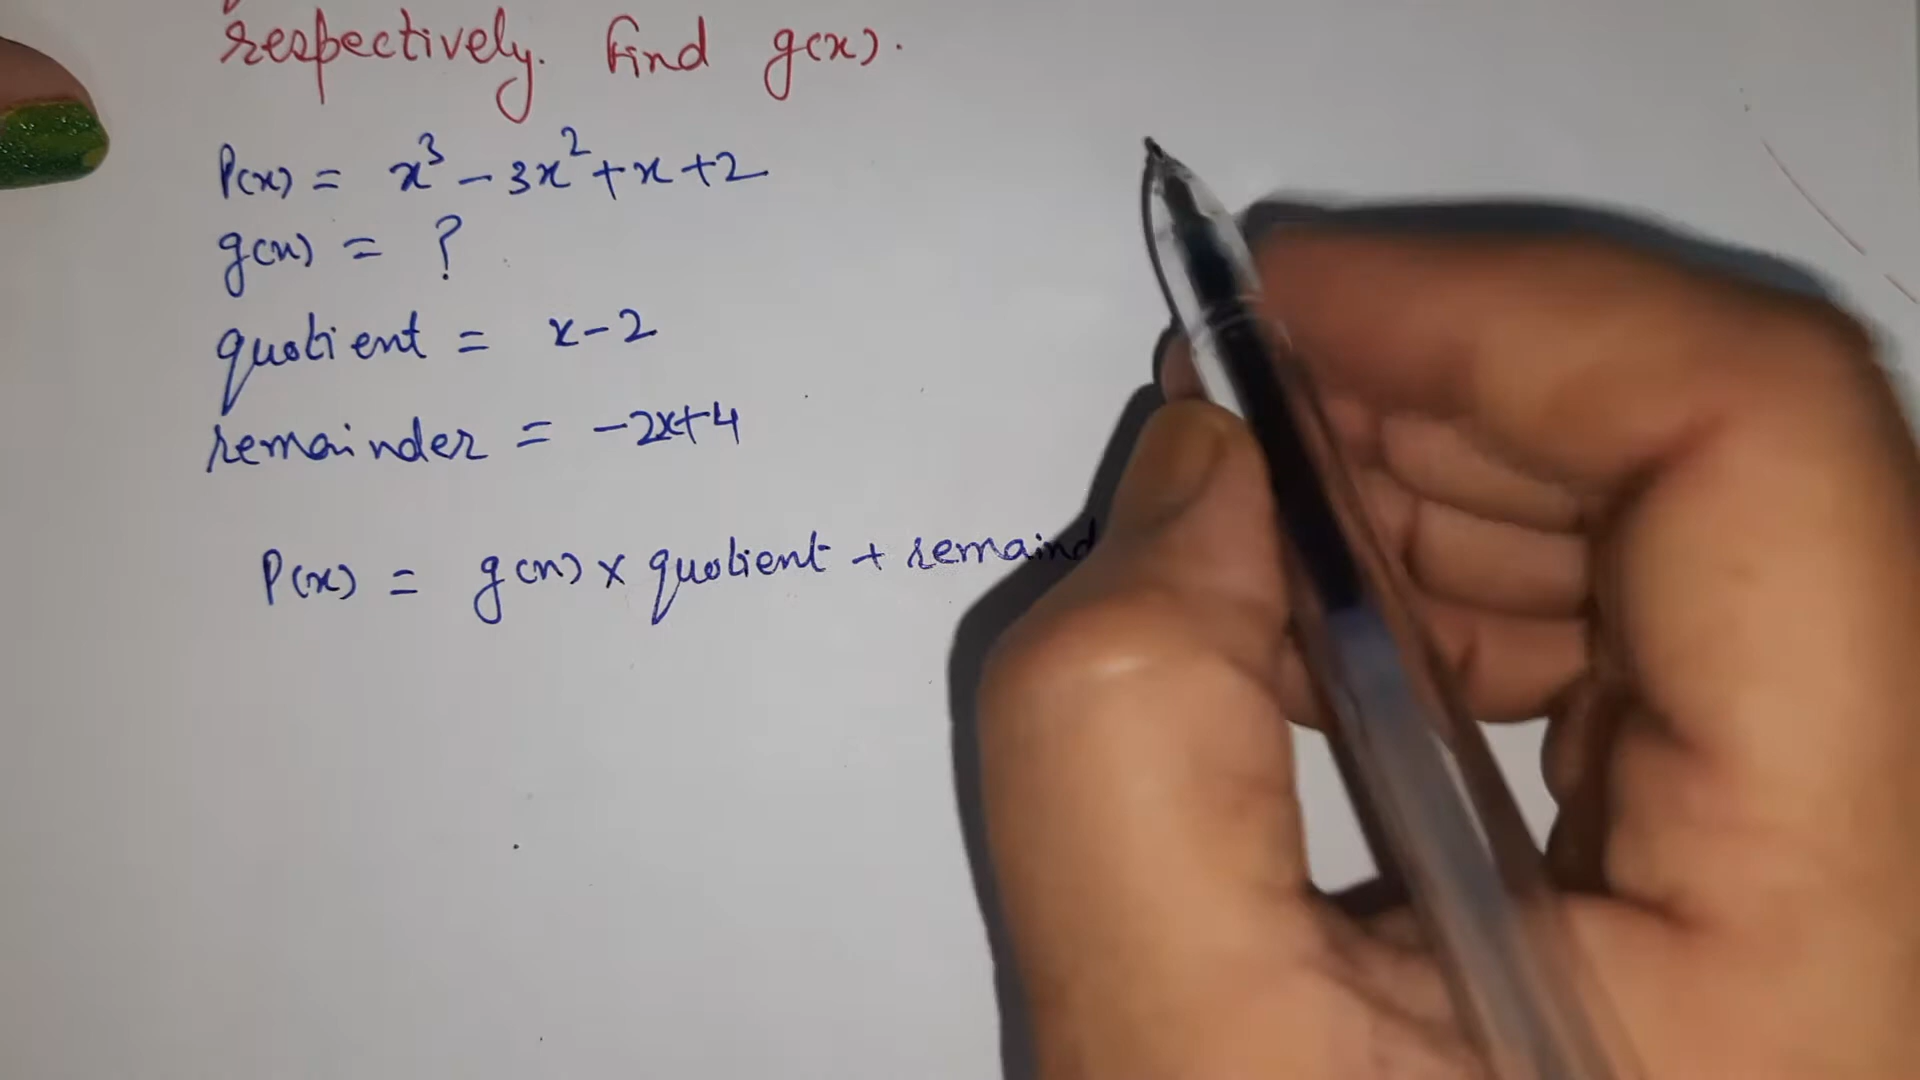 respectively. Find g(x).
P(x) = x³ - 3x² + x + 2
g(x) = ?
quotient = x - 2
remainder = -2x+4
P(x) = g(x) x quotient + remaind